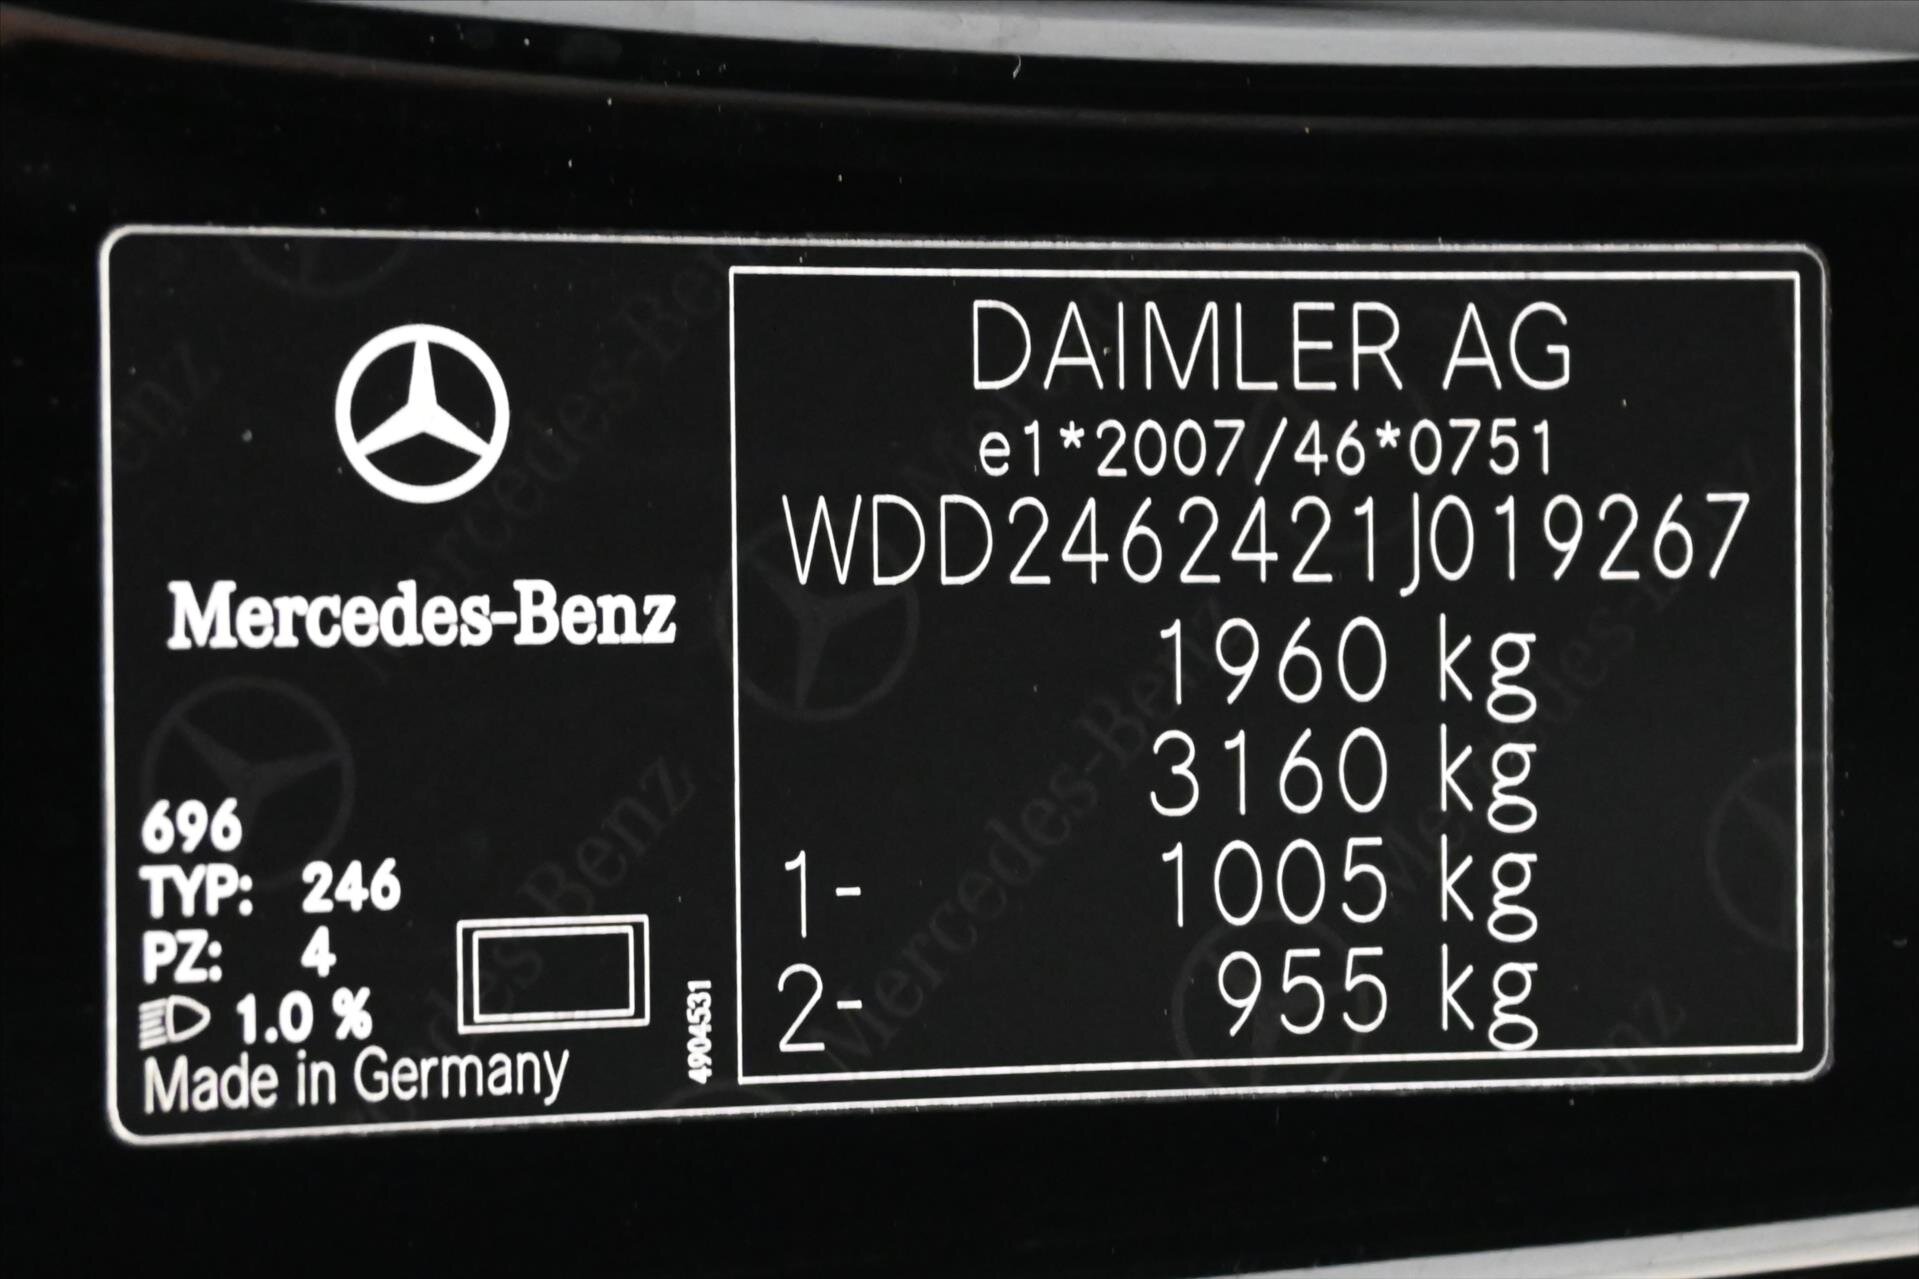 Mercedes-Benz
696
TYP: 246
PZ: 4
1.0 %
Made in Germany
4904531
DAIMLER AG
e1*2007/46*0751
WDD2462421J019267
1960 kg
3160 kg
1- 1005 kg
2- 955 kg